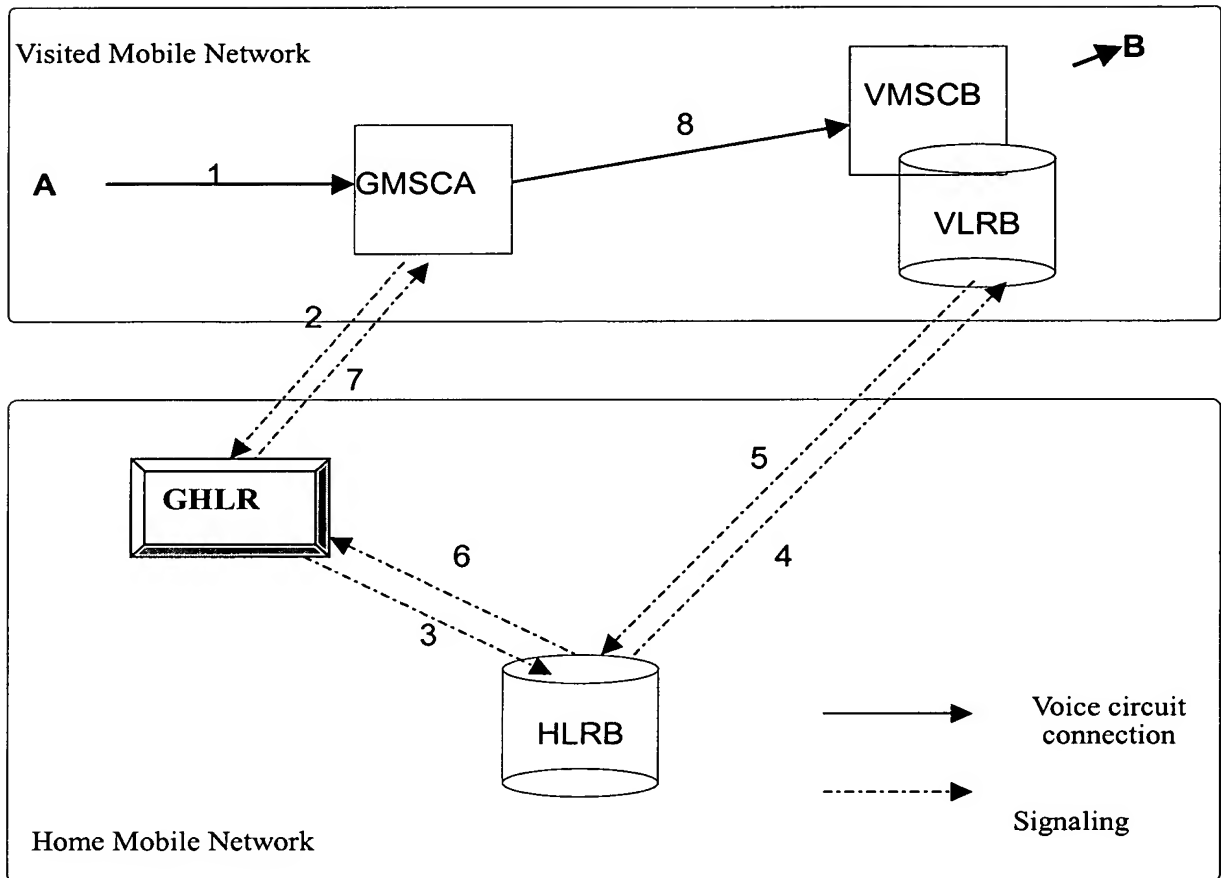 Visited Mobile Network
B
VMSCB
8
A
1
GMSCA
VLRB
2
7
5
GHLR
4
6
3
HLRB
Voice circuit
connection
Signaling
Home Mobile Network